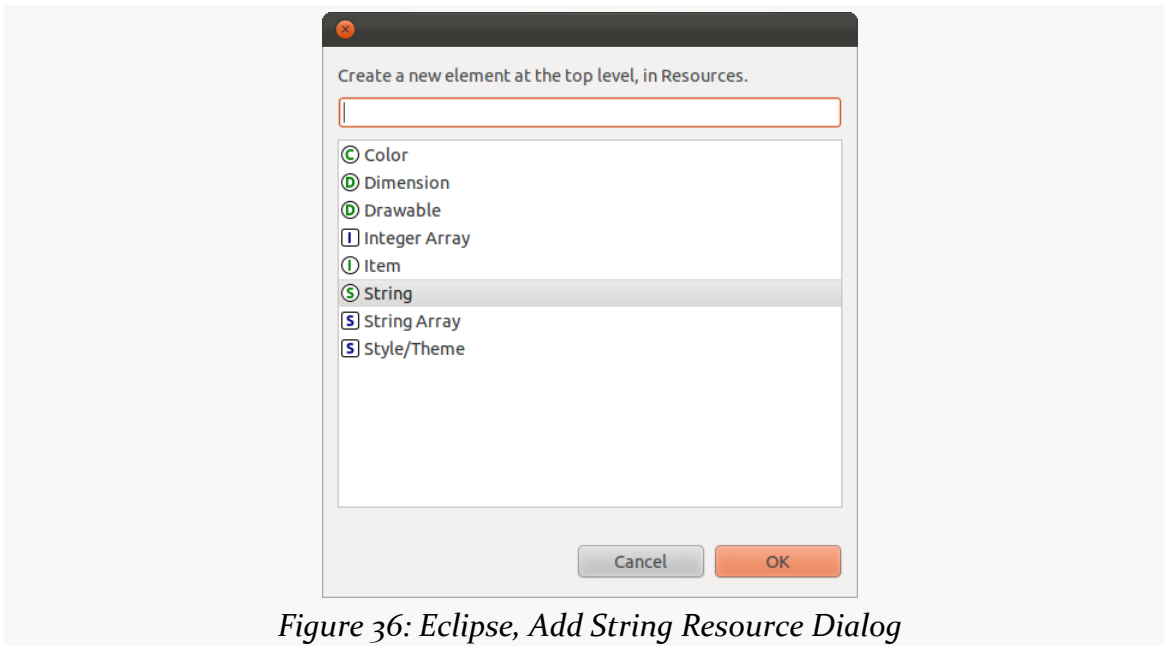 Create a new element at the top level, in Resources.
C Color
D Dimension
D Drawable
I Integer Array
I Item
S String
S String Array
S Style/Theme
Cancel OK
Figure 36: Eclipse, Add String Resource Dialog